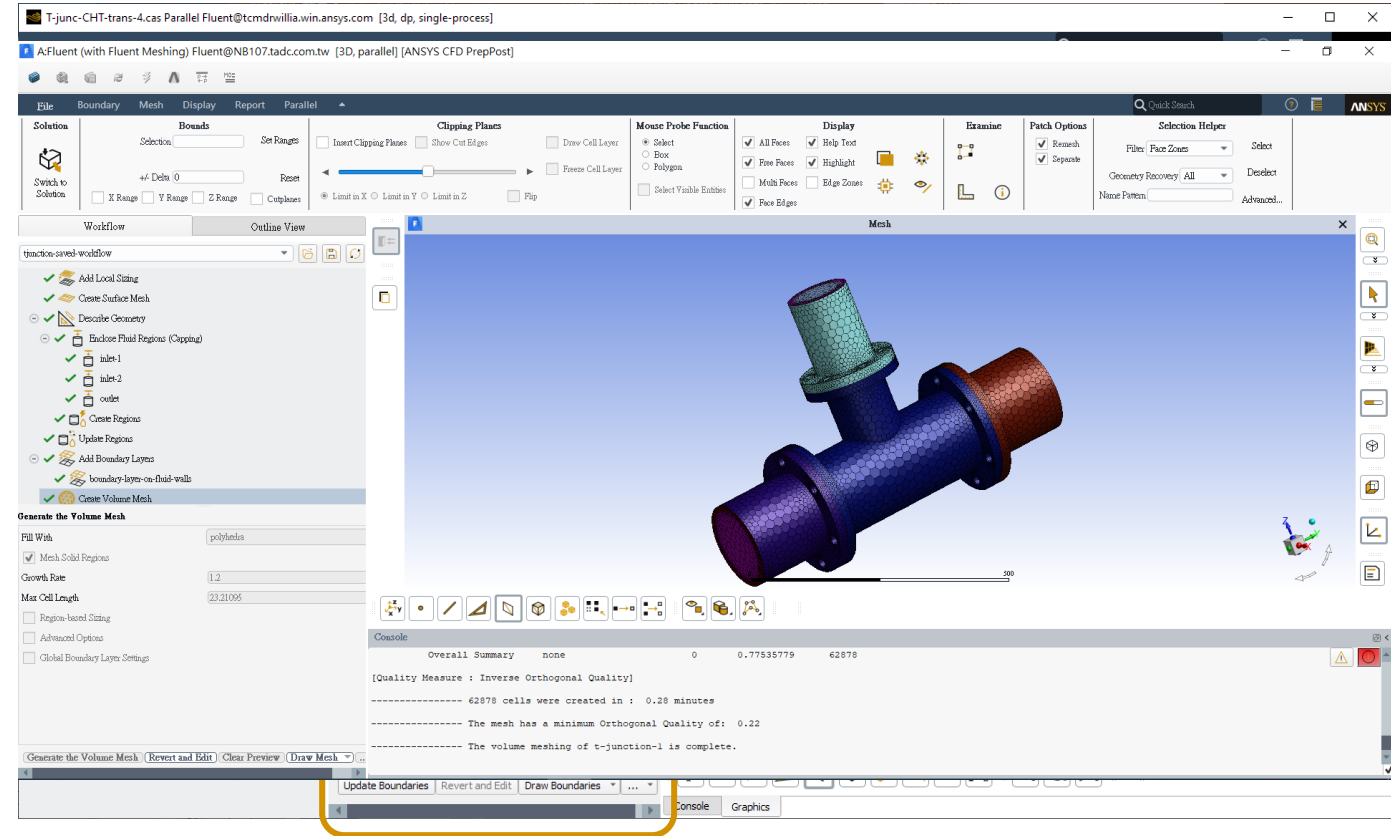 T-junc-CHT-trans-4.cas Parallel Fluent@tcmdrwillia.win.ansys.com [3d, dp, single-process]
A:Fluent (with Fluent Meshing) Fluent@NB107.tadc.com.tw [3D, parallel] [ANSYS CFD PrepPost]
File Boundary Mesh Display Report Parallel Quick Search ANSYS
Solution Bounds Clipping Planes Mouse Probe Function Display Examine Patch Options Selection Helper
Selection Set Ranges Insert Clipping Planes Show Cut Edges Draw Cell Layer Select All Faces Help Text Remesh Filter Face Zones Select
Box
Free Faces Highlight Separate
Switch to Solution +/- Delta 0 Reset Freeze Cell Layer Polygon Multi Faces Edge Zones Geometry Recovery All Deselect
X Range Y Range Z Range Cutplanes Limit in X Limit in Y Limit in Z Flip Select Visible Entities Face Edges Name Pattern Advanced...
Workflow Outline View
Mesh
tjunction-saved-workflow
Add Local Sizing
Create Surface Mesh
Describe Geometry
Enclose Fluid Regions (Capping)
inlet-1
inlet-2
outlet
Create Regions
Update Regions
Add Boundary Layers
boundary-layer-on-fluid-walls
Create Volume Mesh
Generate the Volume Mesh
Fill With polyhedra
Mesh Solid Regions
Growth Rate 1.2
Max Cell Length 23.21095
Region-based Sizing
Advanced Options
Global Boundary Layer Settings
Generate the Volume Mesh Revert and Edit Clear Preview Draw Mesh ...
Z
Y
500
Console
Overall Summary none 0 0.77535779 62878
[Quality Measure : Inverse Orthogonal Quality]
---------------- 62878 cells were created in : 0.28 minutes
---------------- The mesh has a minimum Orthogonal Quality of: 0.22
---------------- The volume meshing of t-junction-1 is complete.
Update Boundaries Revert and Edit Draw Boundaries ...
Console Graphics